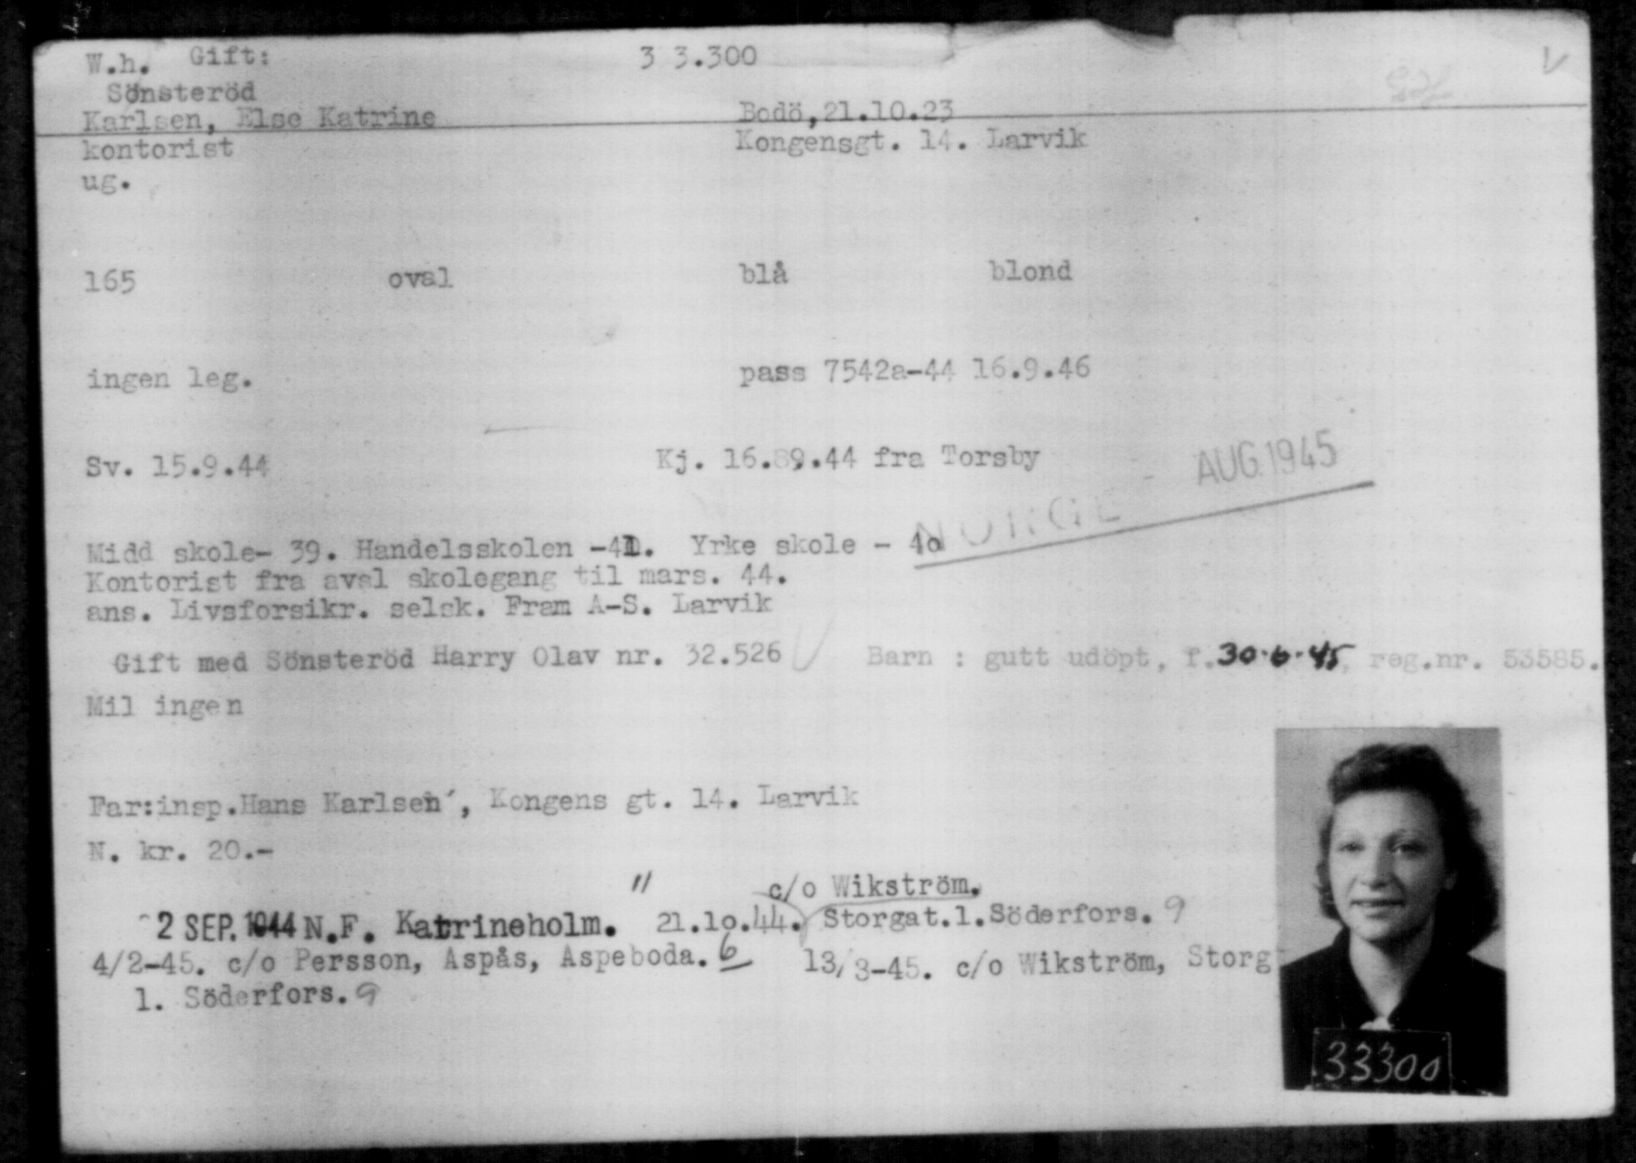 W.h. Gift: 3 3.300 V
Sönsteröd
Karlsen, Else Katrine Bodö, 21.10.23
kontorist Kongensgt. 14. Larvik
ug.
165 oval blå blond
ingen leg. pass 7542a-44 16.9.46
Sv. 15.9.44 Kj. 16.9.44 fra Torsby
NORGE - AUG 1945
Midd skole- 39. Handelsskolen -41. Yrke skole - 40
Kontorist fra avsl skolegang til mars. 44.
ans. Livsforsikr. selsk. Fram A-S. Larvik
Gift med Sönsteröd Harry Olav nr. 32.526 V Barn : gutt udöpt, f. 30.6.45, reg.nr. 53585.
Mil ingen
Far:insp.Hans Karlsen, Kongens gt. 14. Larvik
N. kr. 20.-
" c/o Wikström.
2 SEP. 1944 N.F. Katrineholm. 21.10.44. Storgat.1.Söderfors. 9
4/2-45. c/o Persson, Aspås, Aspeboda. 6 13/3-45. c/o Wikström, Storg
1. Söderfors. 9
33300